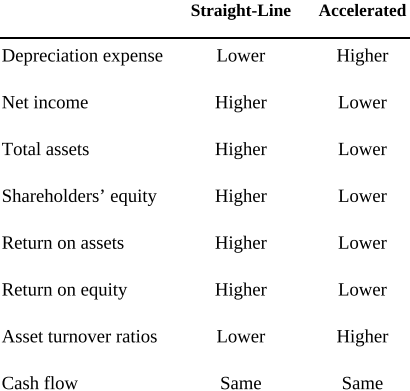 Straight-Line Accelerated
Depreciation expense Lower Higher
Net income Higher Lower
Total assets Higher Lower
Shareholders’ equity Higher Lower
Return on assets Higher Lower
Return on equity Higher Lower
Asset turnover ratios Lower Higher
Cash flow Same Same